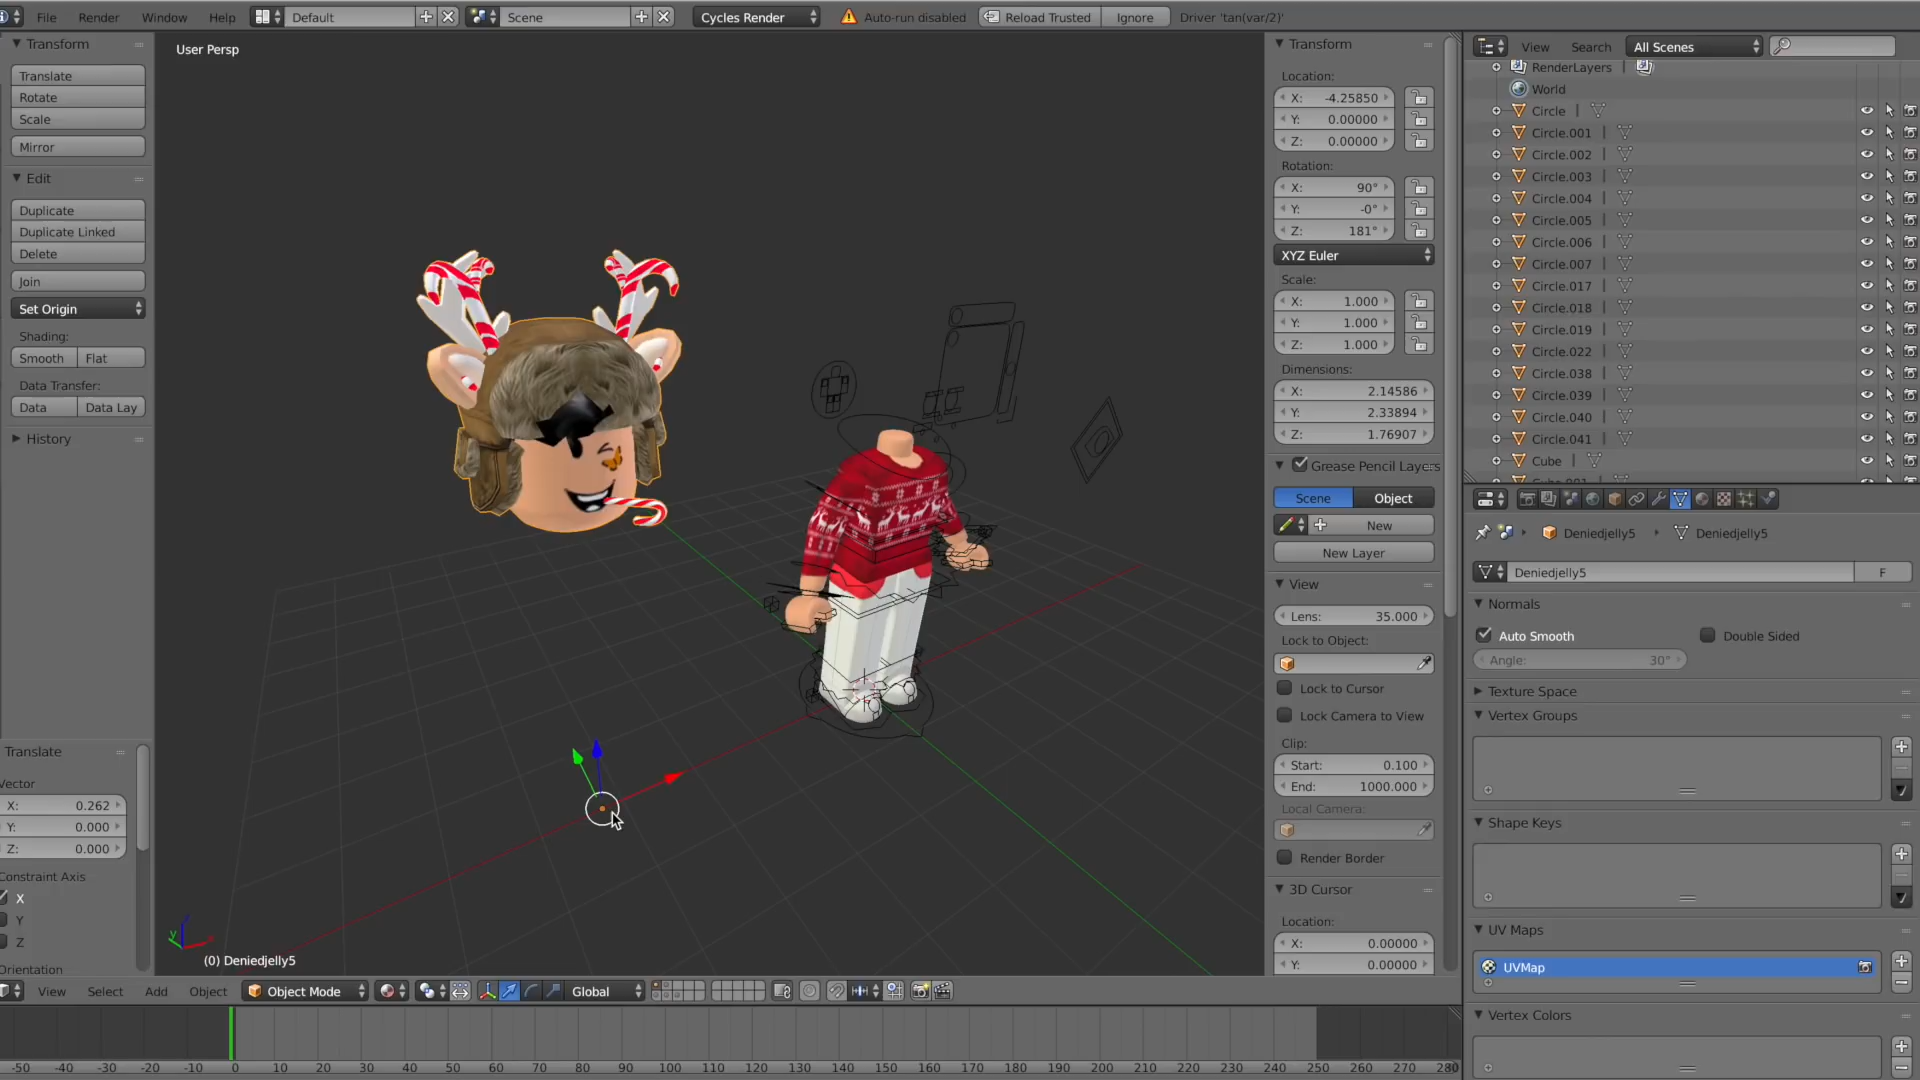 File Render Window Help Default Scene Cycles Render Auto-run disabled Reload Trusted Ignore Driver 'tan(var/2)'
Transform
Translate
Rotate
Scale
Mirror
Edit
Duplicate
Duplicate Linked
Delete
Join
Set Origin
Shading:
Smooth Flat
Data Transfer:
Data Data Lay
History
Translate
Vector
X: 0.262
Y: 0.000
Z: 0.000
Constraint Axis
X
Y
Z
Orientation
User Persp
(0) Deniedjelly5
Transform
Location:
X: -4.25850
Y: 0.00000
Z: 0.00000
Rotation:
X: 90°
Y: -0°
Z: 181°
XYZ Euler
Scale:
X: 1.000
Y: 1.000
Z: 1.000
Dimensions:
X: 2.14586
Y: 2.33894
Z: 1.76907
Grease Pencil Layers
Scene Object
New
New Layer
View
Lens: 35.000
Lock to Object:
Lock to Cursor
Lock Camera to View
Clip:
Start: 0.100
End: 1000.000
Local Camera:
Render Border
3D Cursor
Location:
X: 0.00000
Y: 0.00000
View Search All Scenes
RenderLayers
World
Circle
Circle.001
Circle.002
Circle.003
Circle.004
Circle.005
Circle.006
Circle.007
Circle.017
Circle.018
Circle.019
Circle.022
Circle.038
Circle.039
Circle.040
Circle.041
Cube
Deniedjelly5 Deniedjelly5
Deniedjelly5 F
Normals
Auto Smooth Double Sided
Angle: 30°
Texture Space
Vertex Groups
Shape Keys
UV Maps
UVMap
Vertex Colors
View Select Add Object Object Mode Global
-50 -40 -30 -20 -10 0 10 20 30 40 50 60 70 80 90 100 110 120 130 140 150 160 170 180 190 200 210 220 230 240 250 260 270